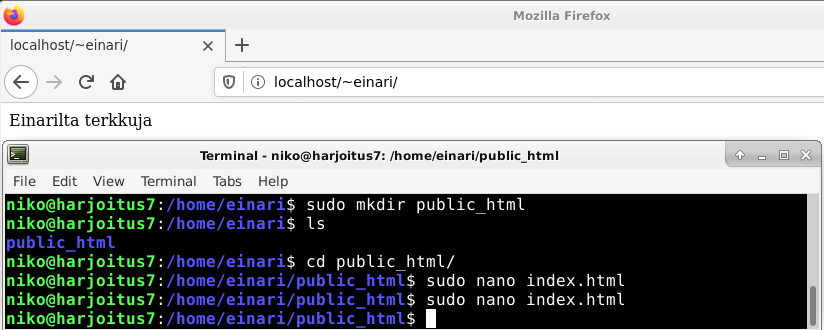 Mozilla Firefox
localhost/~einari/
localhost/~einari/
Einarilta terkkuja
Terminal - niko@harjoitus7: /home/einari/public_html
File Edit View Terminal Tabs Help
niko@harjoitus7:/home/einari$ sudo mkdir public_html
niko@harjoitus7:/home/einari$ ls
public_html
niko@harjoitus7:/home/einari$ cd public_html/
niko@harjoitus7:/home/einari/public_html$ sudo nano index.html
niko@harjoitus7:/home/einari/public_html$ sudo nano index.html
niko@harjoitus7:/home/einari/public_html$